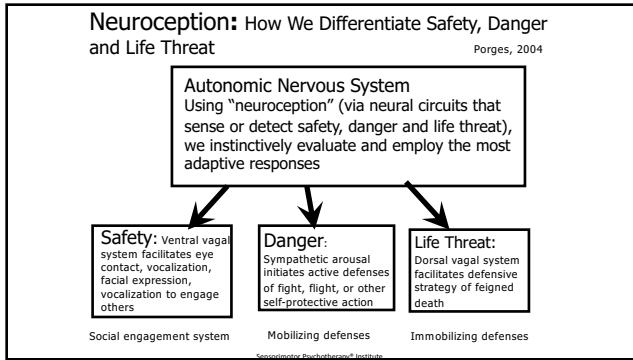 Neuroception: How We Differentiate Safety, Danger
and Life Threat
Porges, 2004
Autonomic Nervous System
Using “neuroception” (via neural circuits that
sense or detect safety, danger and life threat),
we instinctively evaluate and employ the most
adaptive responses
Safety: Ventral vagal
system facilitates eye
contact, vocalization,
facial expression,
vocalization to engage
others
Social engagement system
Danger:
Sympathetic arousal
initiates active defenses
of fight, flight, or other
self-protective action
Mobilizing defenses
Life Threat:
Dorsal vagal system
facilitates defensive
strategy of feigned
death
Immobilizing defenses
Sensorimotor Psychotherapy® Institute